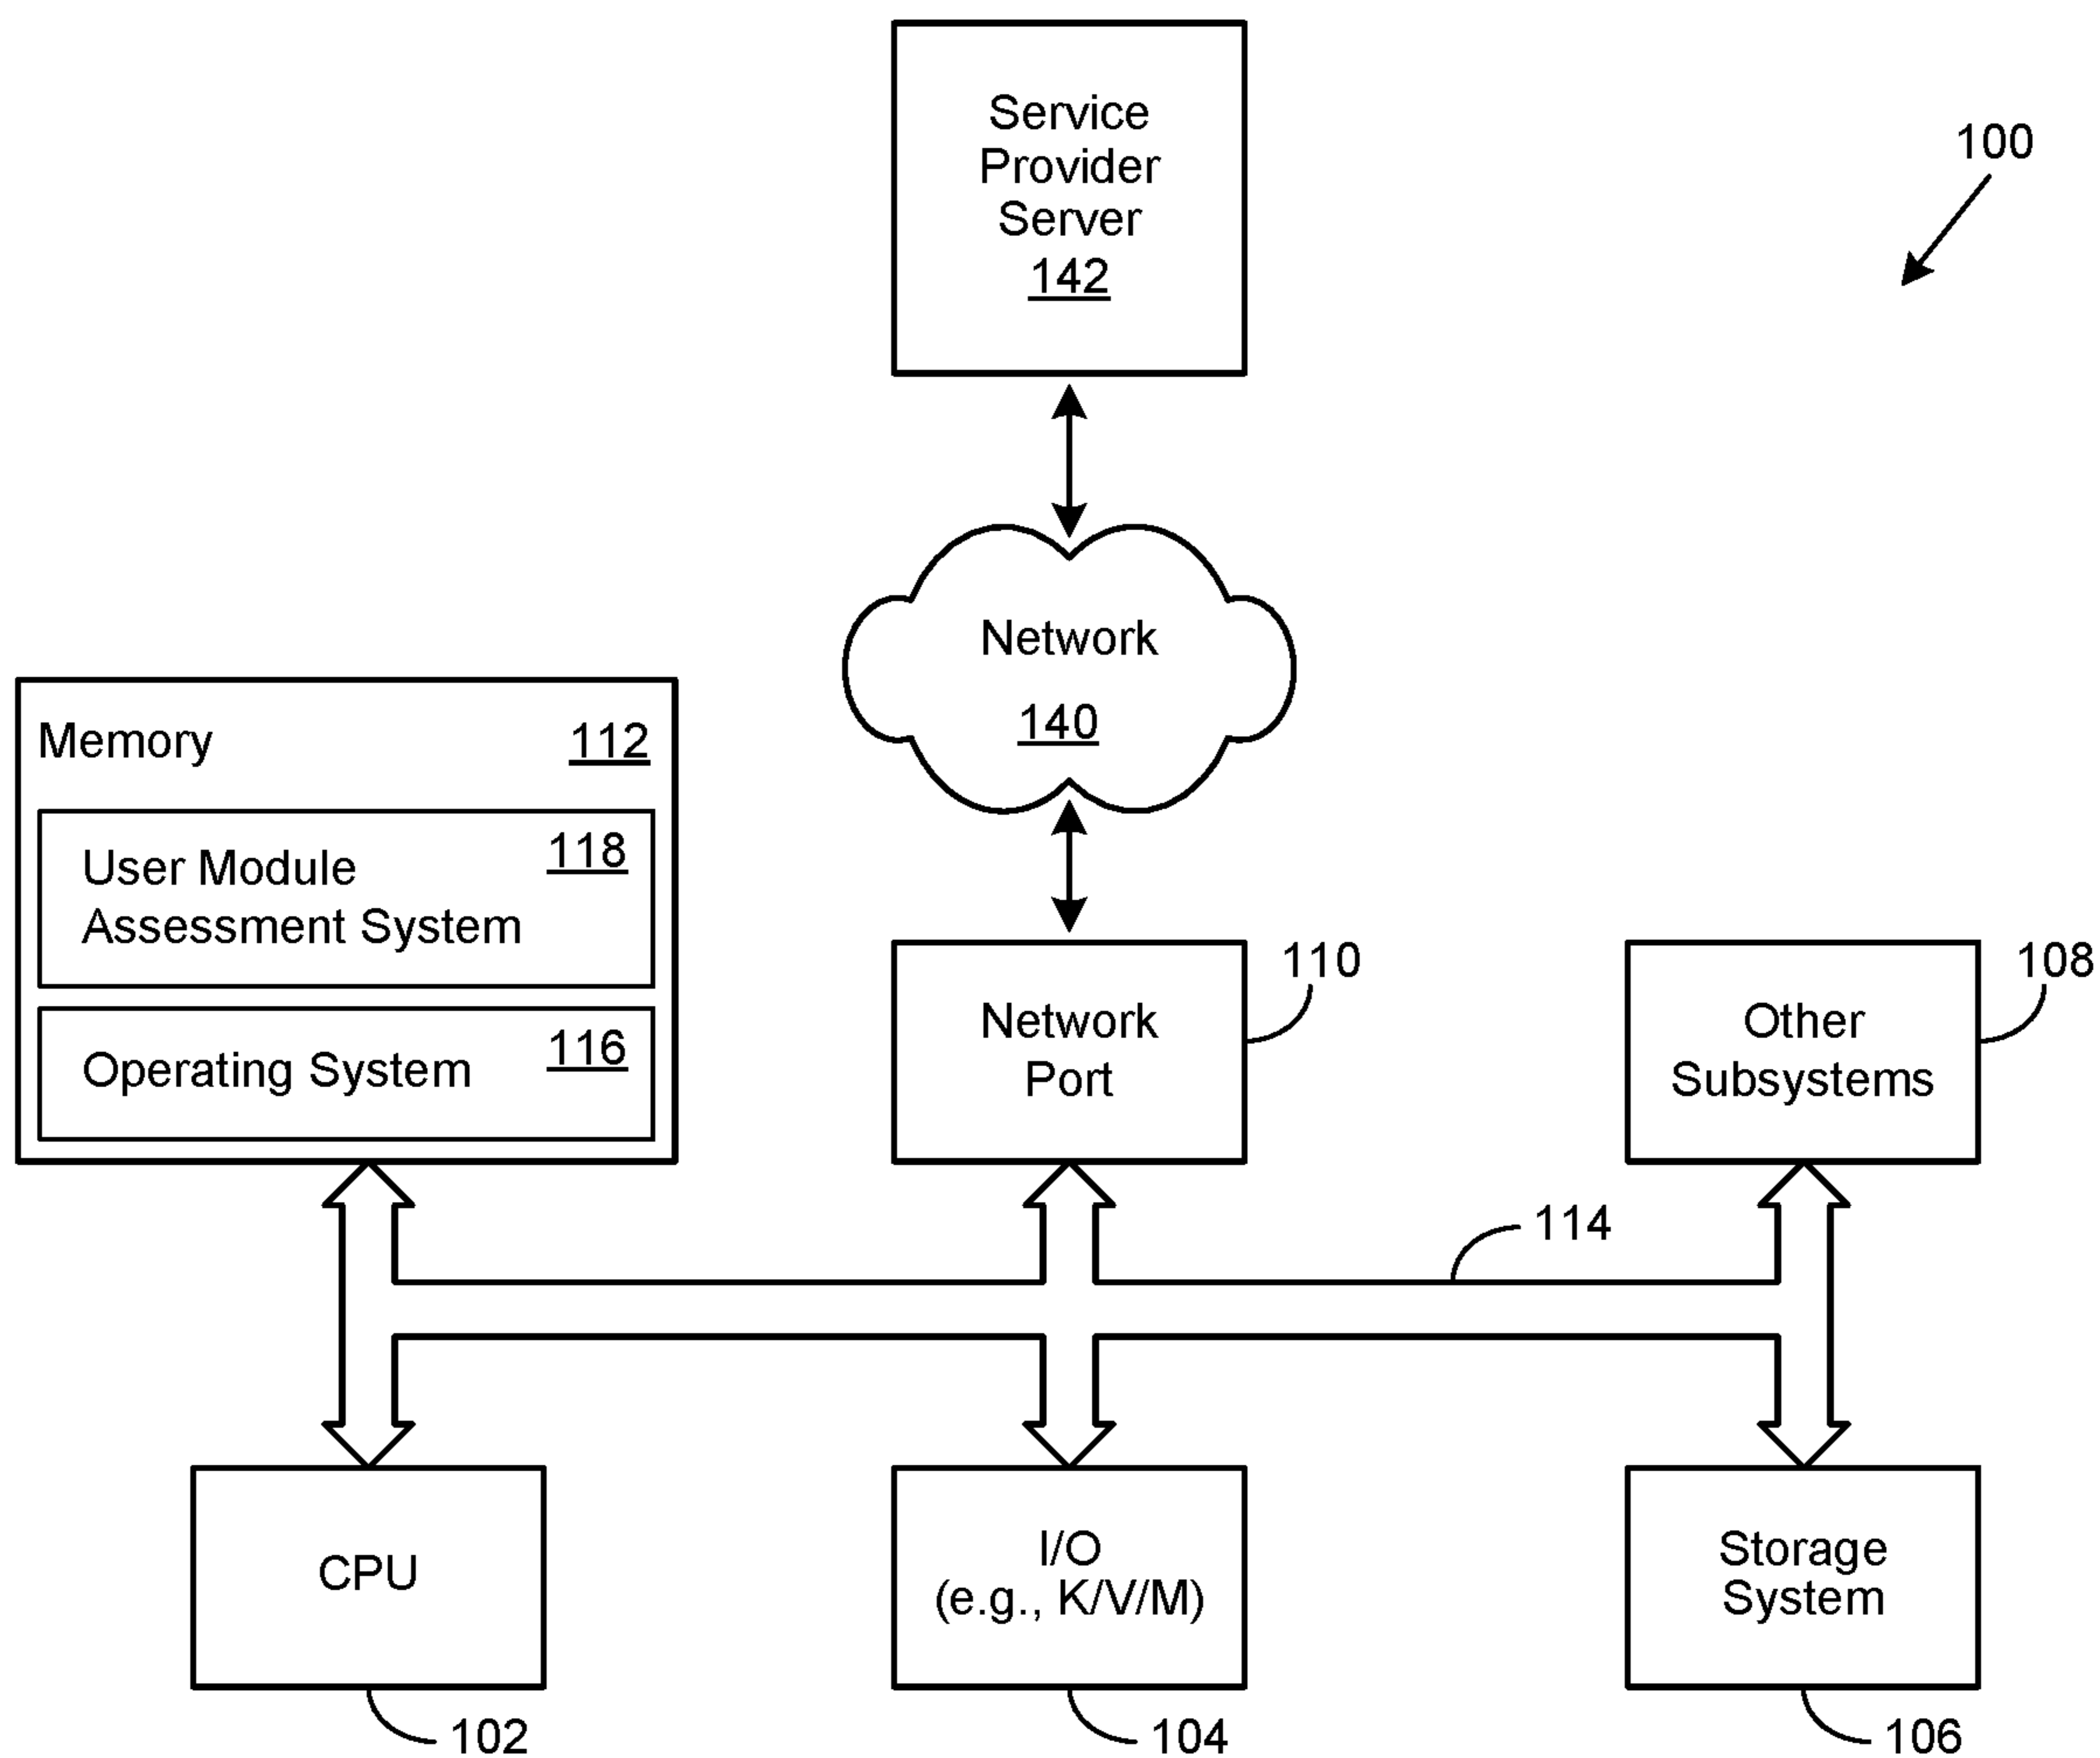 Service
Provider
Server
142
100
Network
140
Memory 112
User Module 118
Assessment System
Operating System 116
Network
Port
110
Other
Subsystems
108
114
CPU
102
I/O
(e.g., K/V/M)
104
Storage
System
106